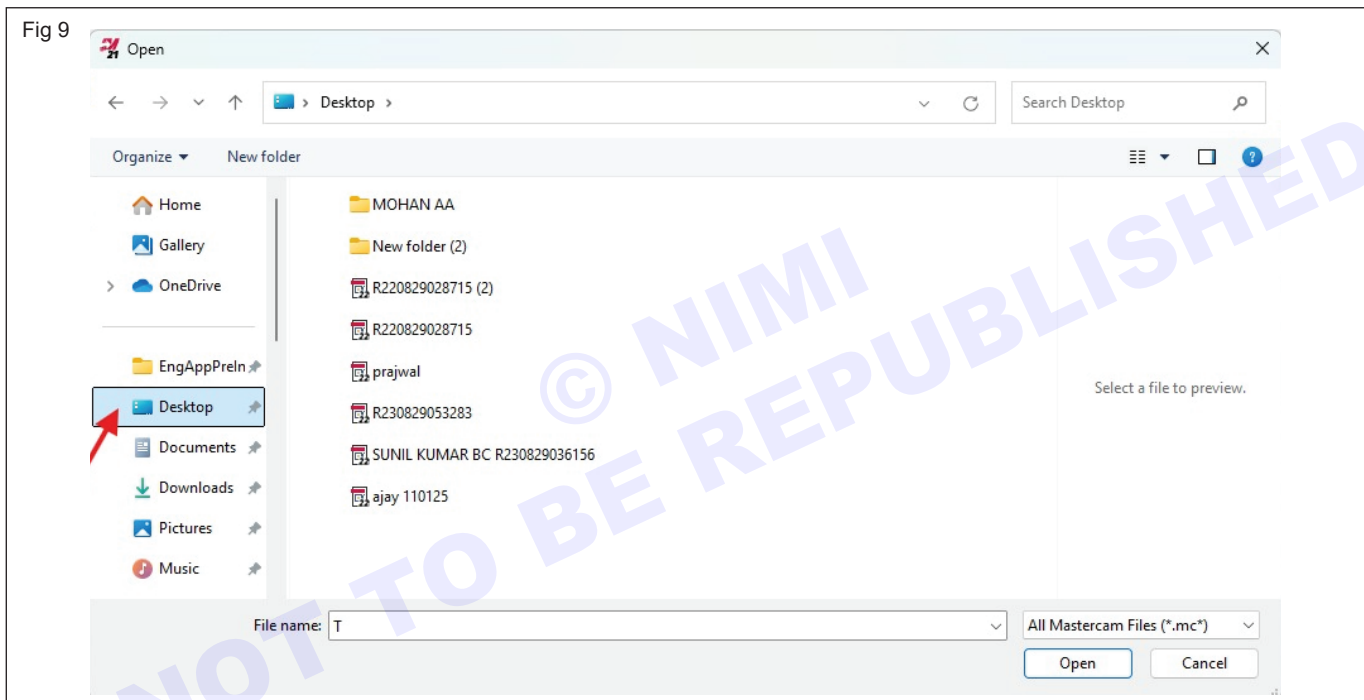 Fig 9
21 Open
Desktop
Search Desktop
Organize New folder
Home
Gallery
OneDrive
EngAppPreIn
Desktop
Documents
Downloads
Pictures
Music
MOHAN AA
New folder (2)
R220829028715 (2)
R220829028715
prajwal
R230829053283
SUNIL KUMAR BC R230829036156
ajay 110125
Select a file to preview.
File name: T
All Mastercam Files (*.mc*)
Open Cancel
© NIMI
NOT TO BE REPUBLISHED